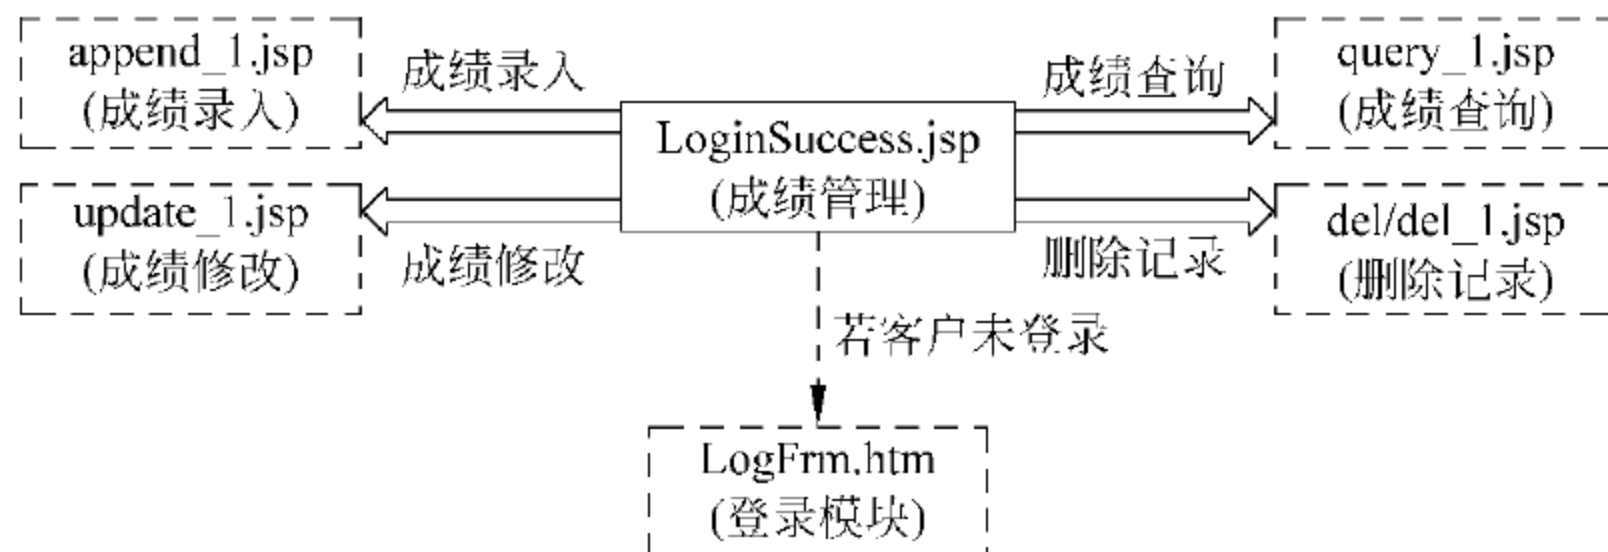 append_1.jsp
(成绩录入)
成绩录入
LoginSuccess.jsp
(成绩管理)
成绩查询
query_1.jsp
(成绩查询)
update_1.jsp
(成绩修改)
成绩修改
删除记录
del/del_1.jsp
(删除记录)
若客户未登录
LogFrm.htm
(登录模块)